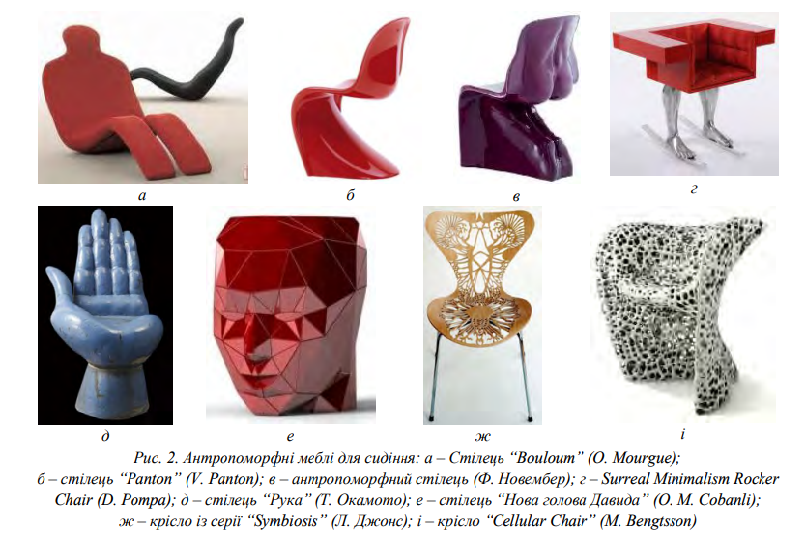 а
б
в
г
д
е
ж
і
Рис. 2. Антропоморфні меблі для сидіння: а – Стілець “Bouloum” (O. Mourgue);
б – стілець “Panton” (V. Panton); в – антропоморфный стілець (Ф. Новембер); г – Surreal Minimalism Rocker
Chair (D. Pompa); д – стілець “Рука” (Т. Окамото); е – стілець “Нова голова Давида” (O. M. Cobanli);
ж – крісло із серії “Symbiosis” (Л. Джонс); і – крісло “Cellular Chair” (M. Bengtsson)